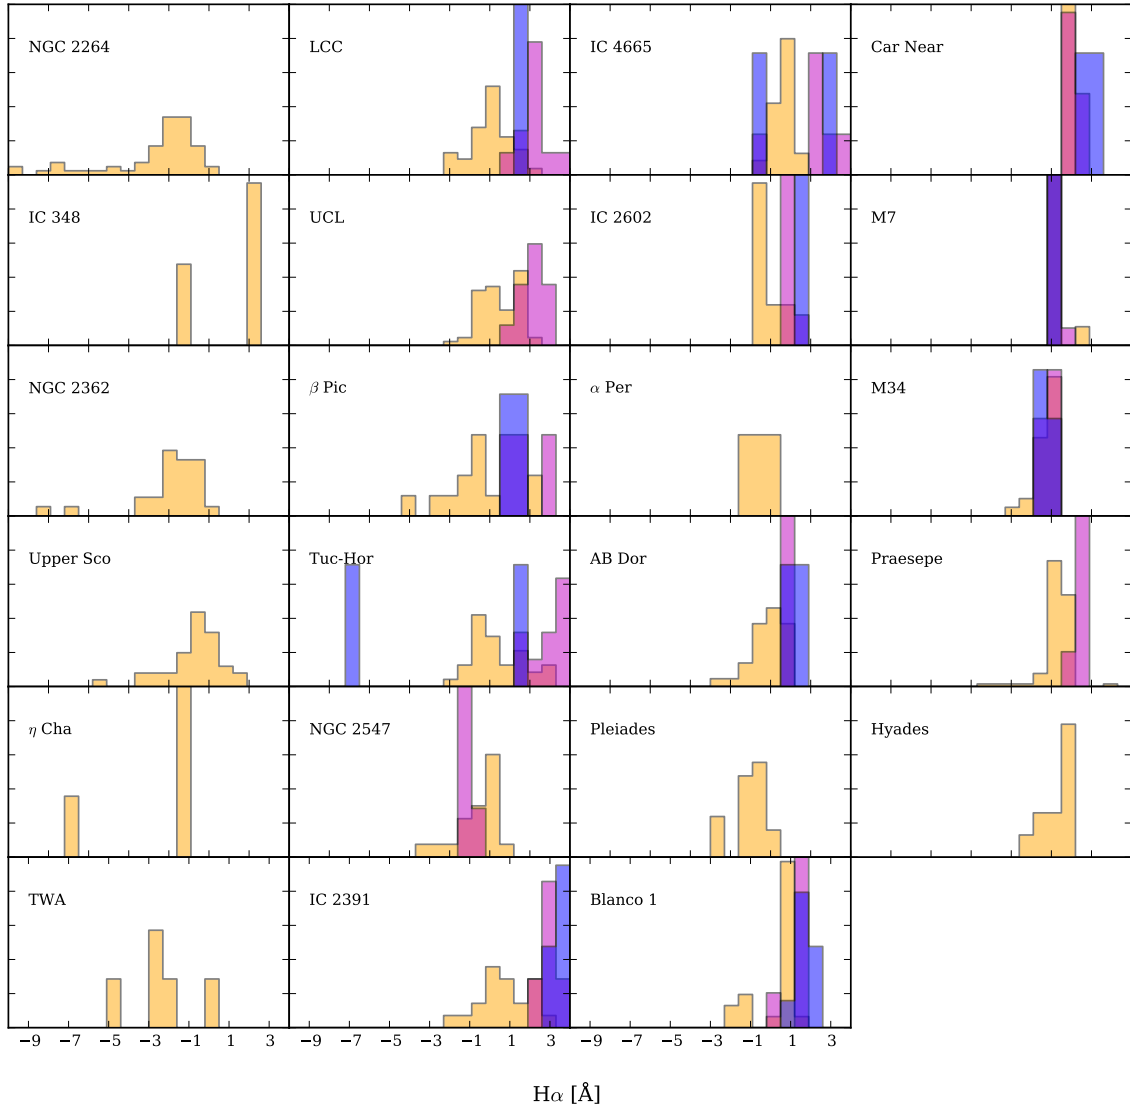 NGC 2264
LCC
IC 4665
Car Near
IC 348
UCL
IC 2602
M7
NGC 2362
β Pic
α Per
M34
Upper Sco
Tuc-Hor
AB Dor
Praesepe
η Cha
NGC 2547
Pleiades
Hyades
TWA
IC 2391
Blanco 1
−9 −7 −5 −3 −1 1 3 −9 −7 −5 −3 −1 1 3 −9 −7 −5 −3 −1 1 3
Hα [Å]